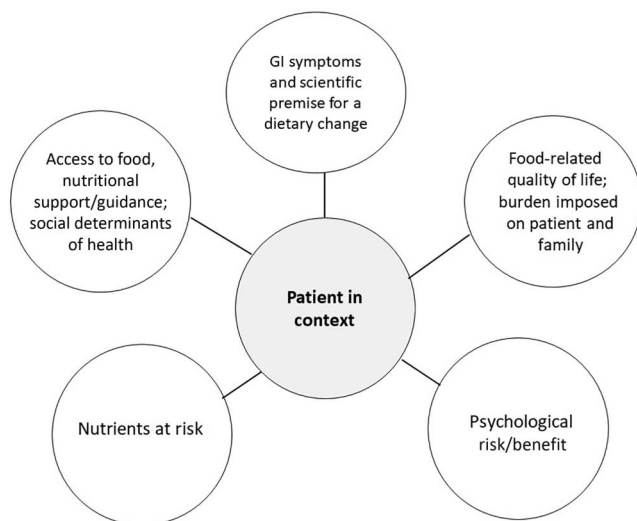 GI symptoms
and scientific
premise for a
dietary change
Access to food,
nutritional
support/guidance;
social determinants
of health
Food-related
quality of life;
burden imposed
on patient and
family
Patient in
context
Nutrients at risk
Psychological
risk/benefit